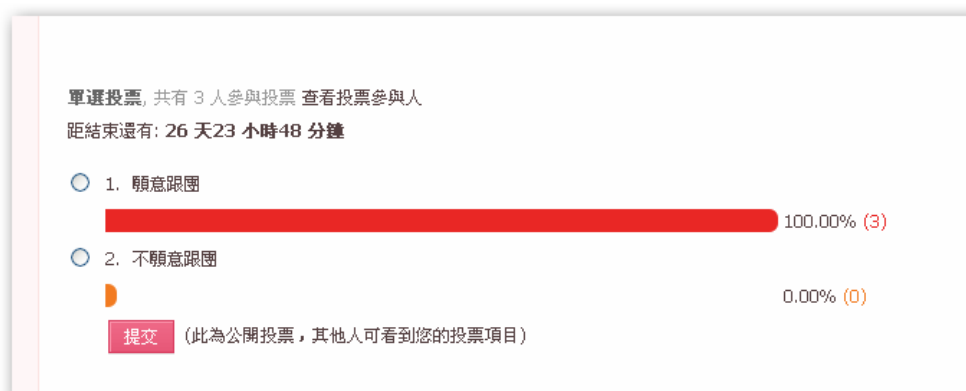 單選投票, 共有 3 人參與投票 查看投票參與人
距結束還有: 26 天23 小時48 分鐘
1. 願意跟團
100.00% (3)
2. 不願意跟團
0.00% (0)
提交 (此為公開投票，其他人可看到您的投票項目)